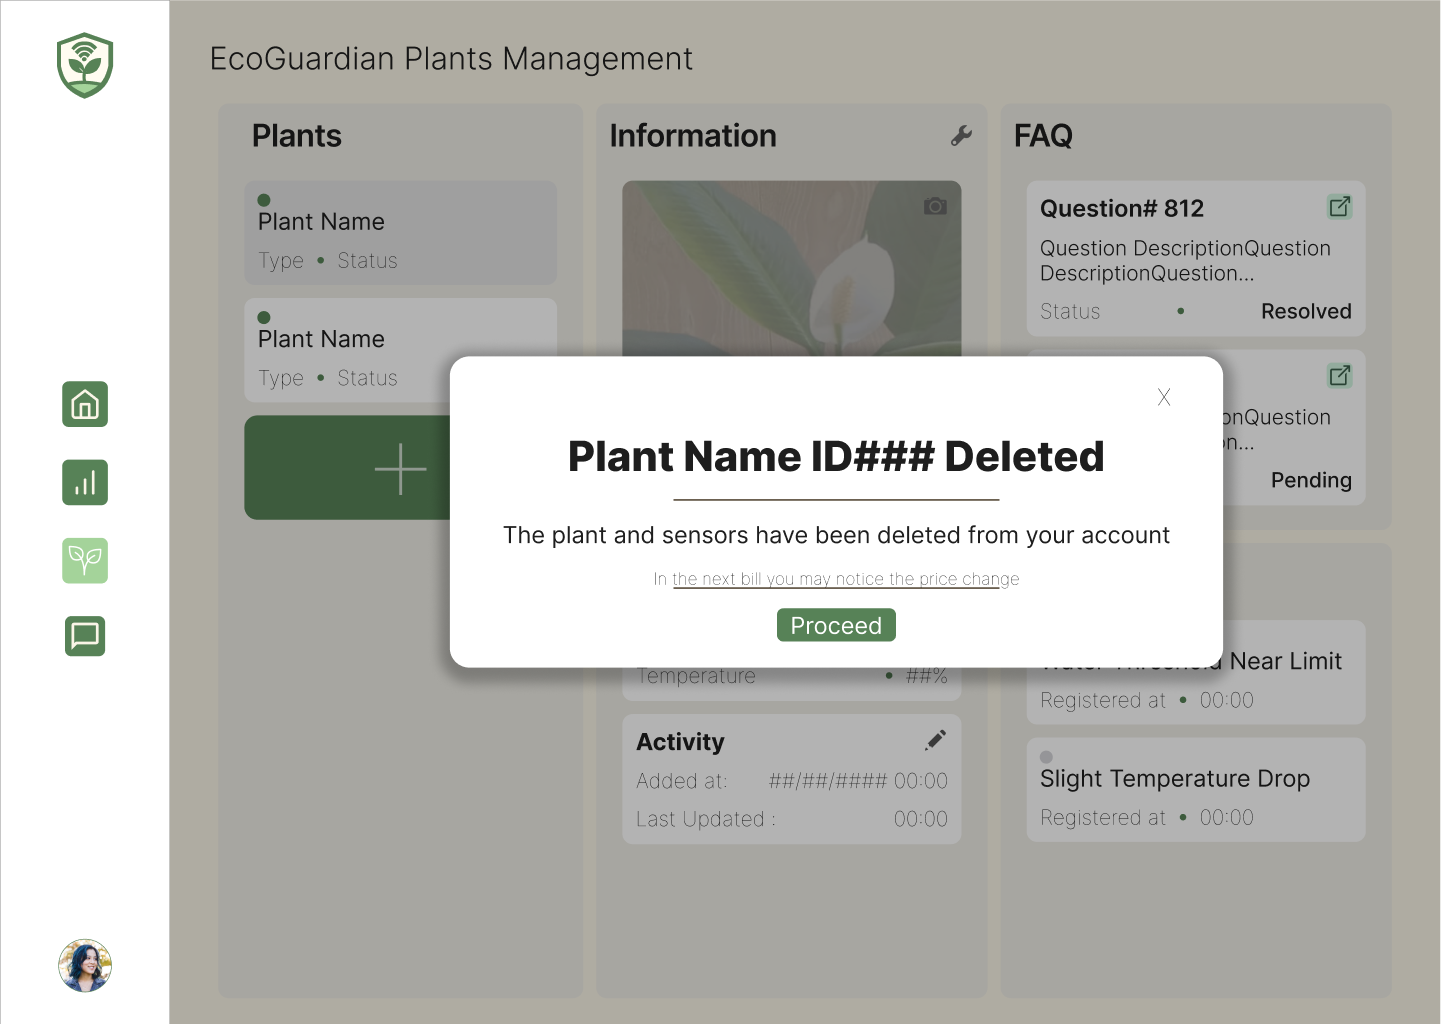 EcoGuardian Plants Management
Plants
Plant Name
Type • Status
Plant Name
Type • Status
Information
Temperature • ##%
Activity
Added at: ##/##/#### 00:00
Last Updated : 00:00
FAQ
Question# 812
Question DescriptionQuestion
DescriptionQuestion...
Status • Resolved
onQuestion
on...
Pending
Water Threshold Near Limit
Registered at • 00:00
Slight Temperature Drop
Registered at • 00:00
X
Plant Name ID### Deleted
The plant and sensors have been deleted from your account
In the next bill you may notice the price change
Proceed